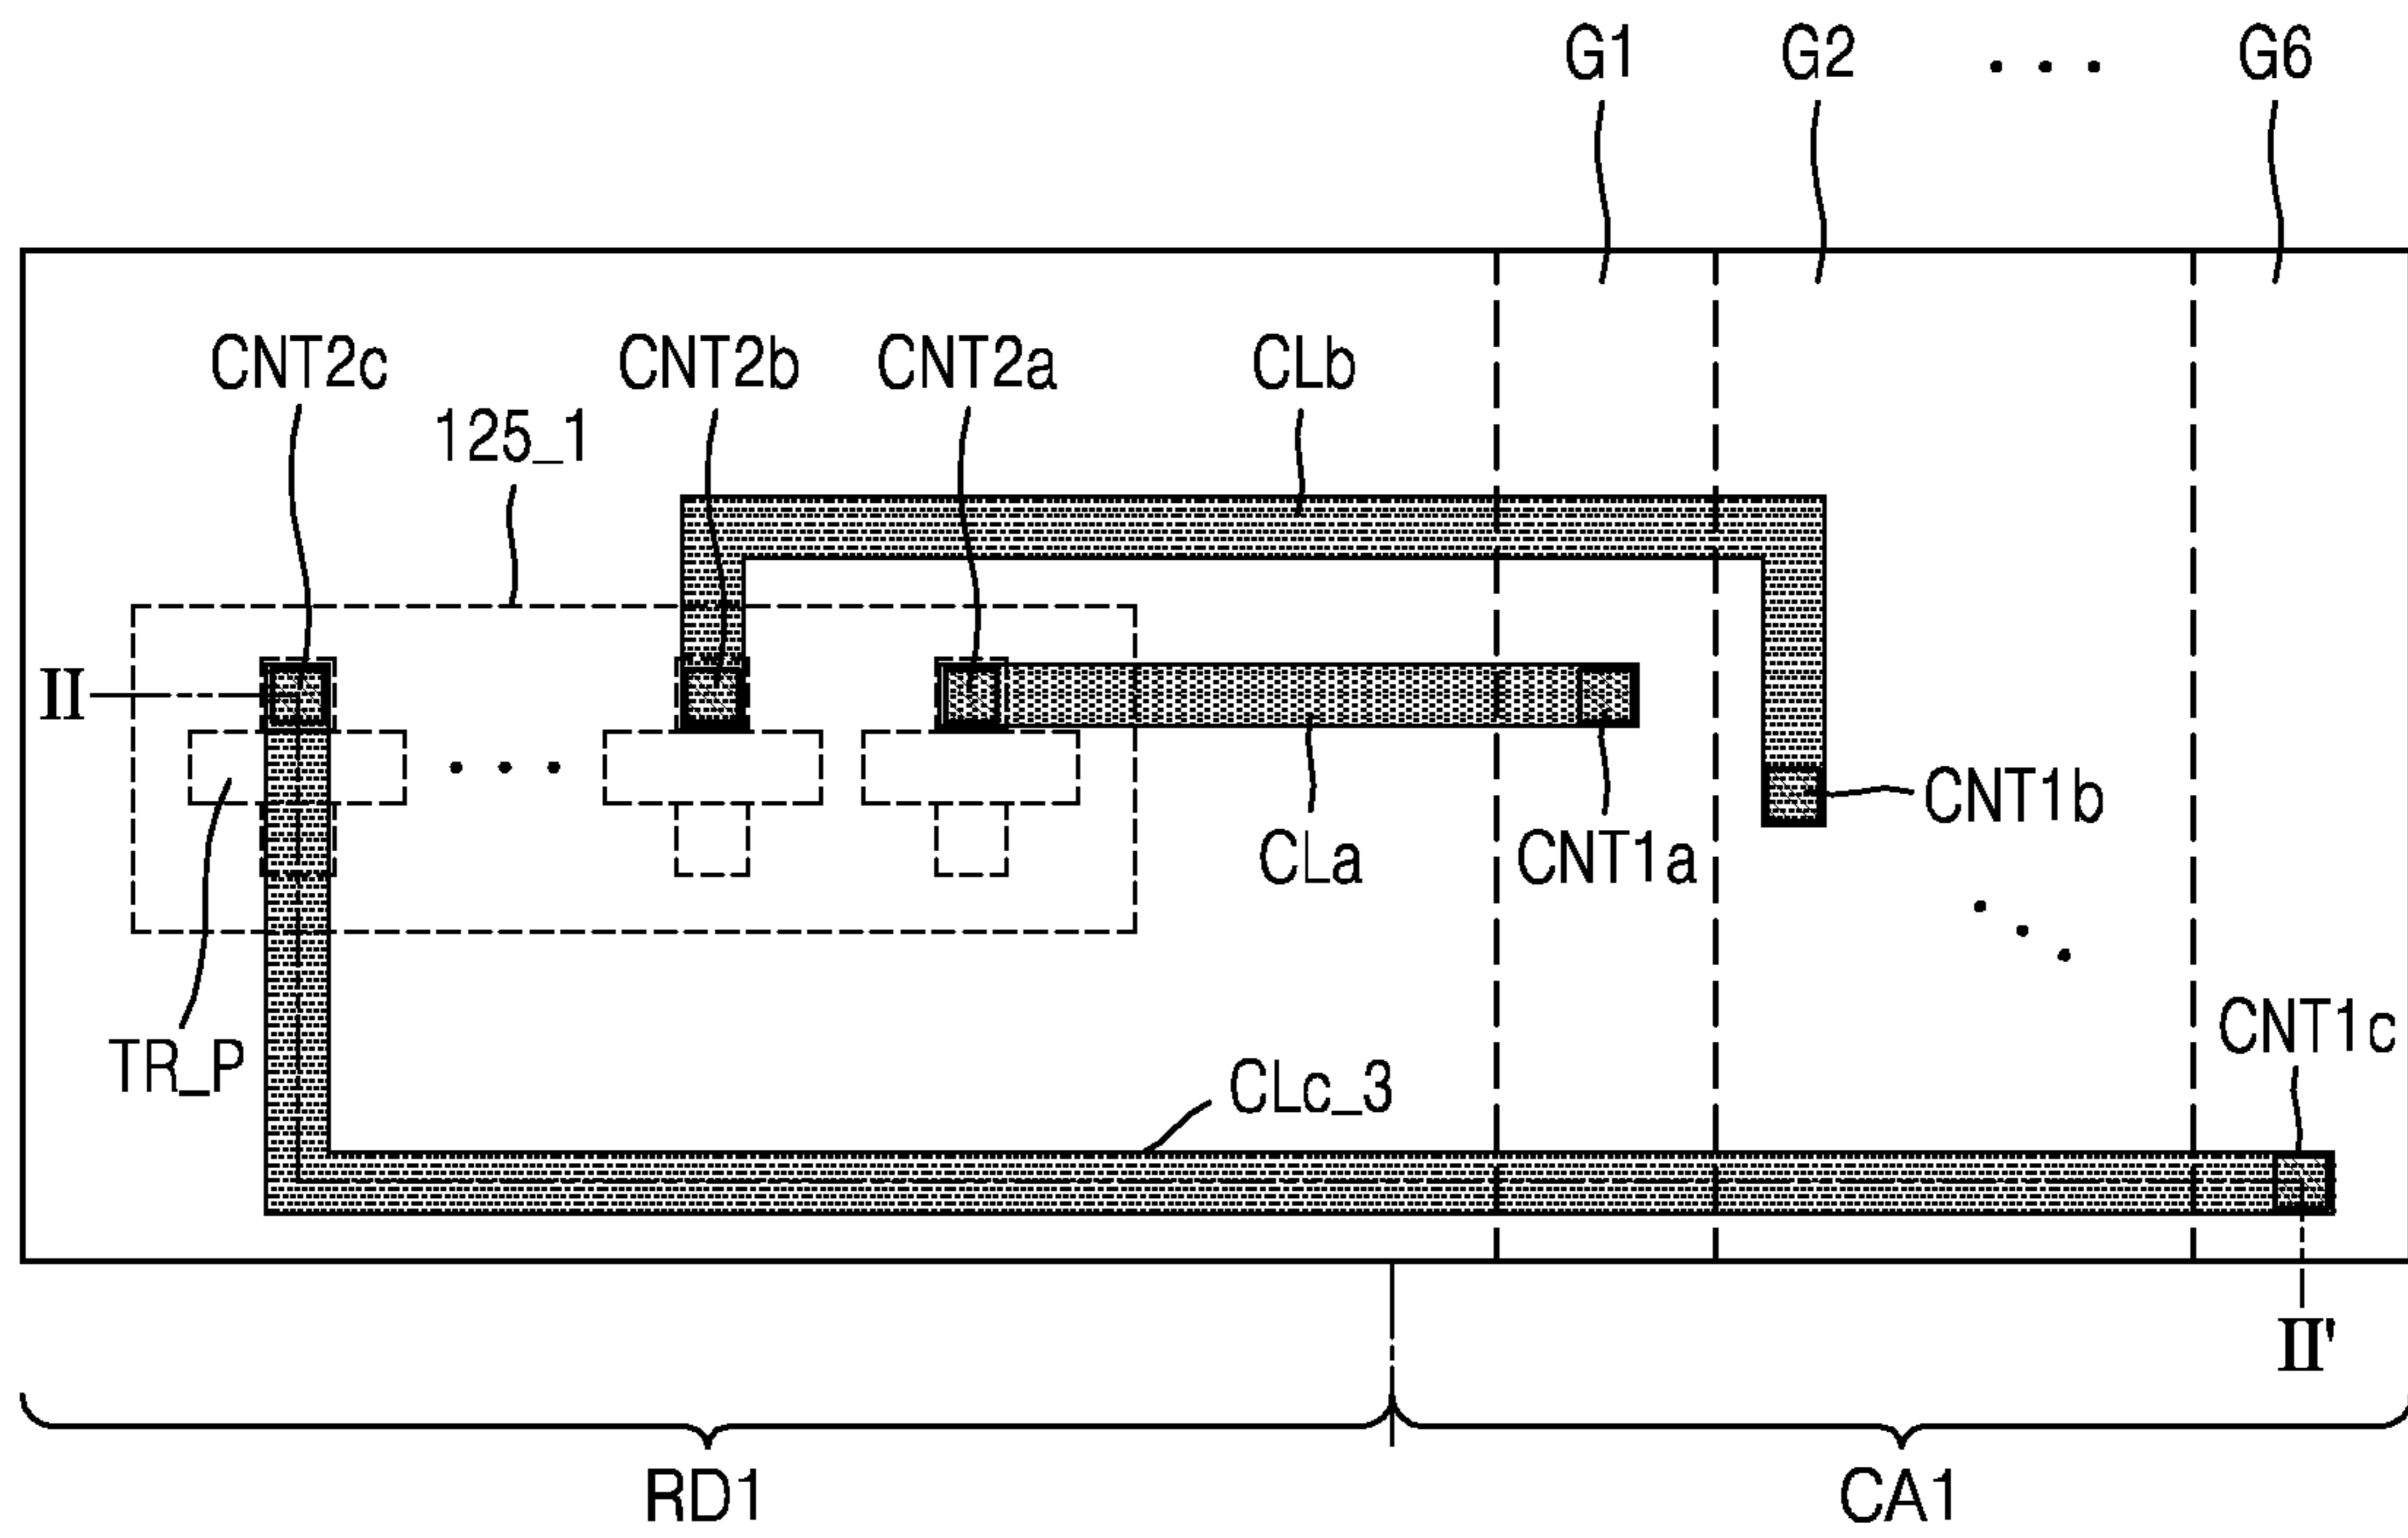 G1 G2 . . . G6
CNT2c CNT2b CNT2a CLb
125_1
II
. . .
CNT1b
CLa CNT1a
CNT1c
TR_P
CLc_3
II'
RD1 CA1